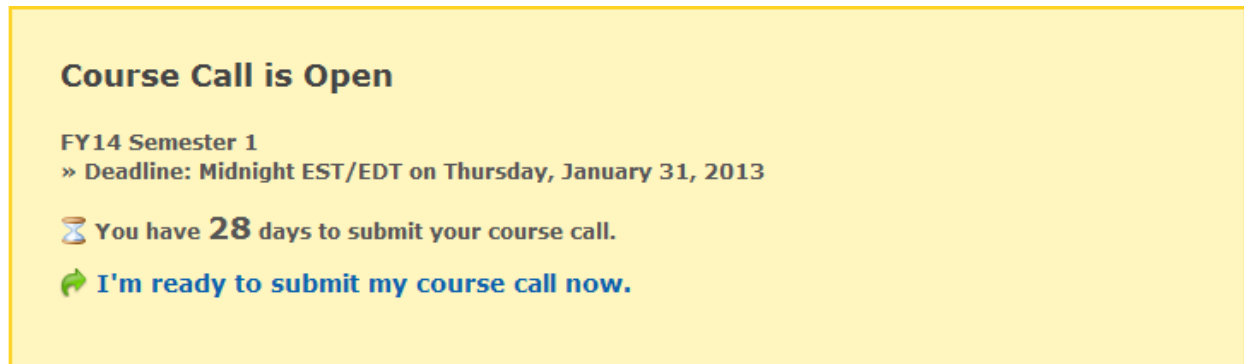 Course Call is Open
FY14 Semester 1
» Deadline: Midnight EST/EDT on Thursday, January 31, 2013
You have 28 days to submit your course call.
I'm ready to submit my course call now.